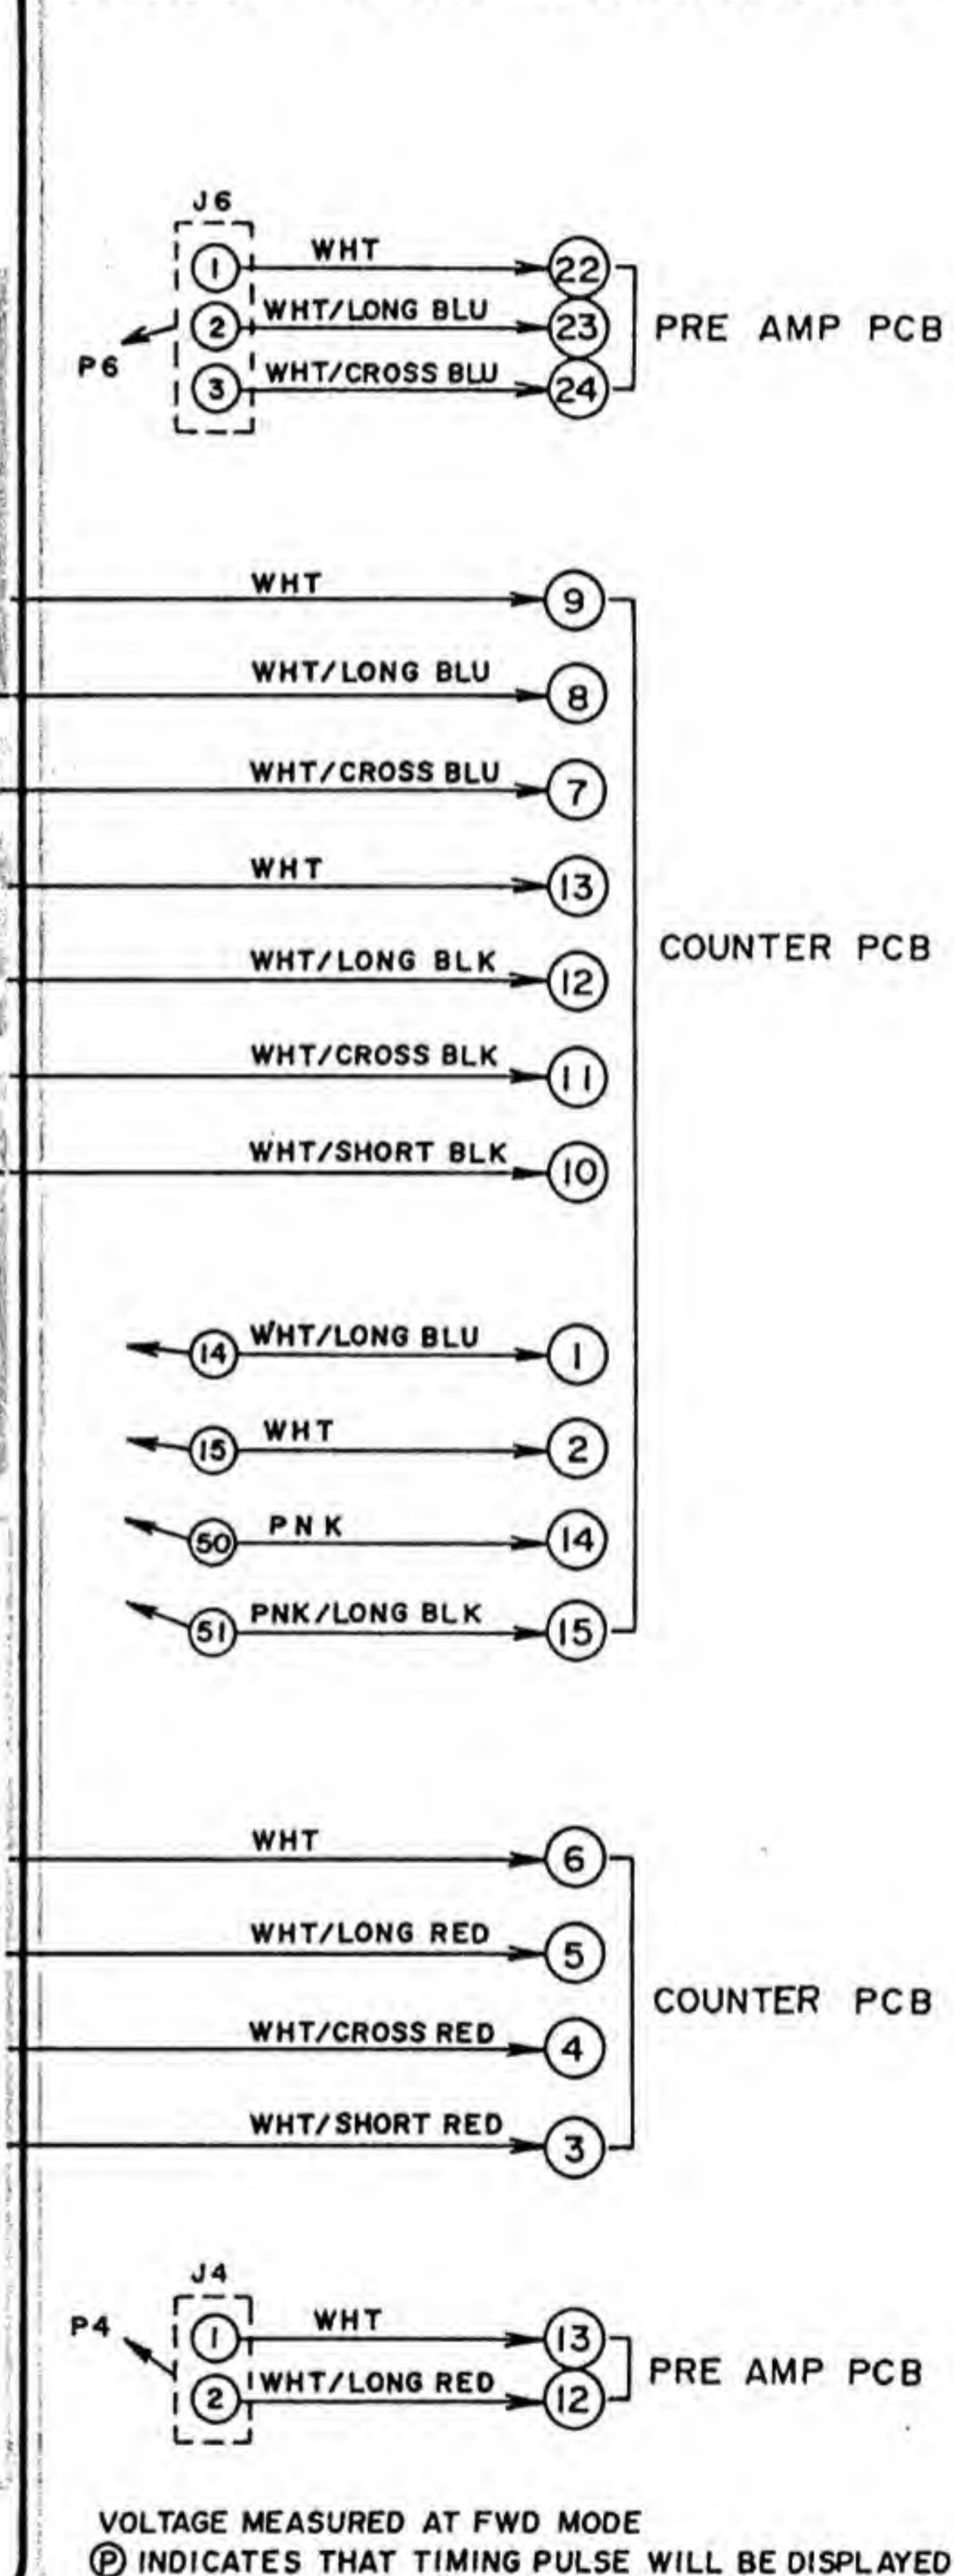 J6
1 WHT 22
2 WHT/LONG BLU 23 PRE AMP PCB
P6
3 WHT/CROSS BLU 24
WHT 9
WHT/LONG BLU 8
WHT/CROSS BLU 7
WHT 13
COUNTER PCB
WHT/LONG BLK 12
WHT/CROSS BLK 11
WHT/SHORT BLK 10
14 WHT/LONG BLU 1
15 WHT 2
50 PNK 14
51 PNK/LONG BLK 15
WHT 6
WHT/LONG RED 5
COUNTER PCB
WHT/CROSS RED 4
WHT/SHORT RED 3
J4
P4
1 WHT 13
PRE AMP PCB
2 WHT/LONG RED 12
VOLTAGE MEASURED AT FWD MODE
Ⓟ INDICATES THAT TIMING PULSE WILL BE DISPLAYED